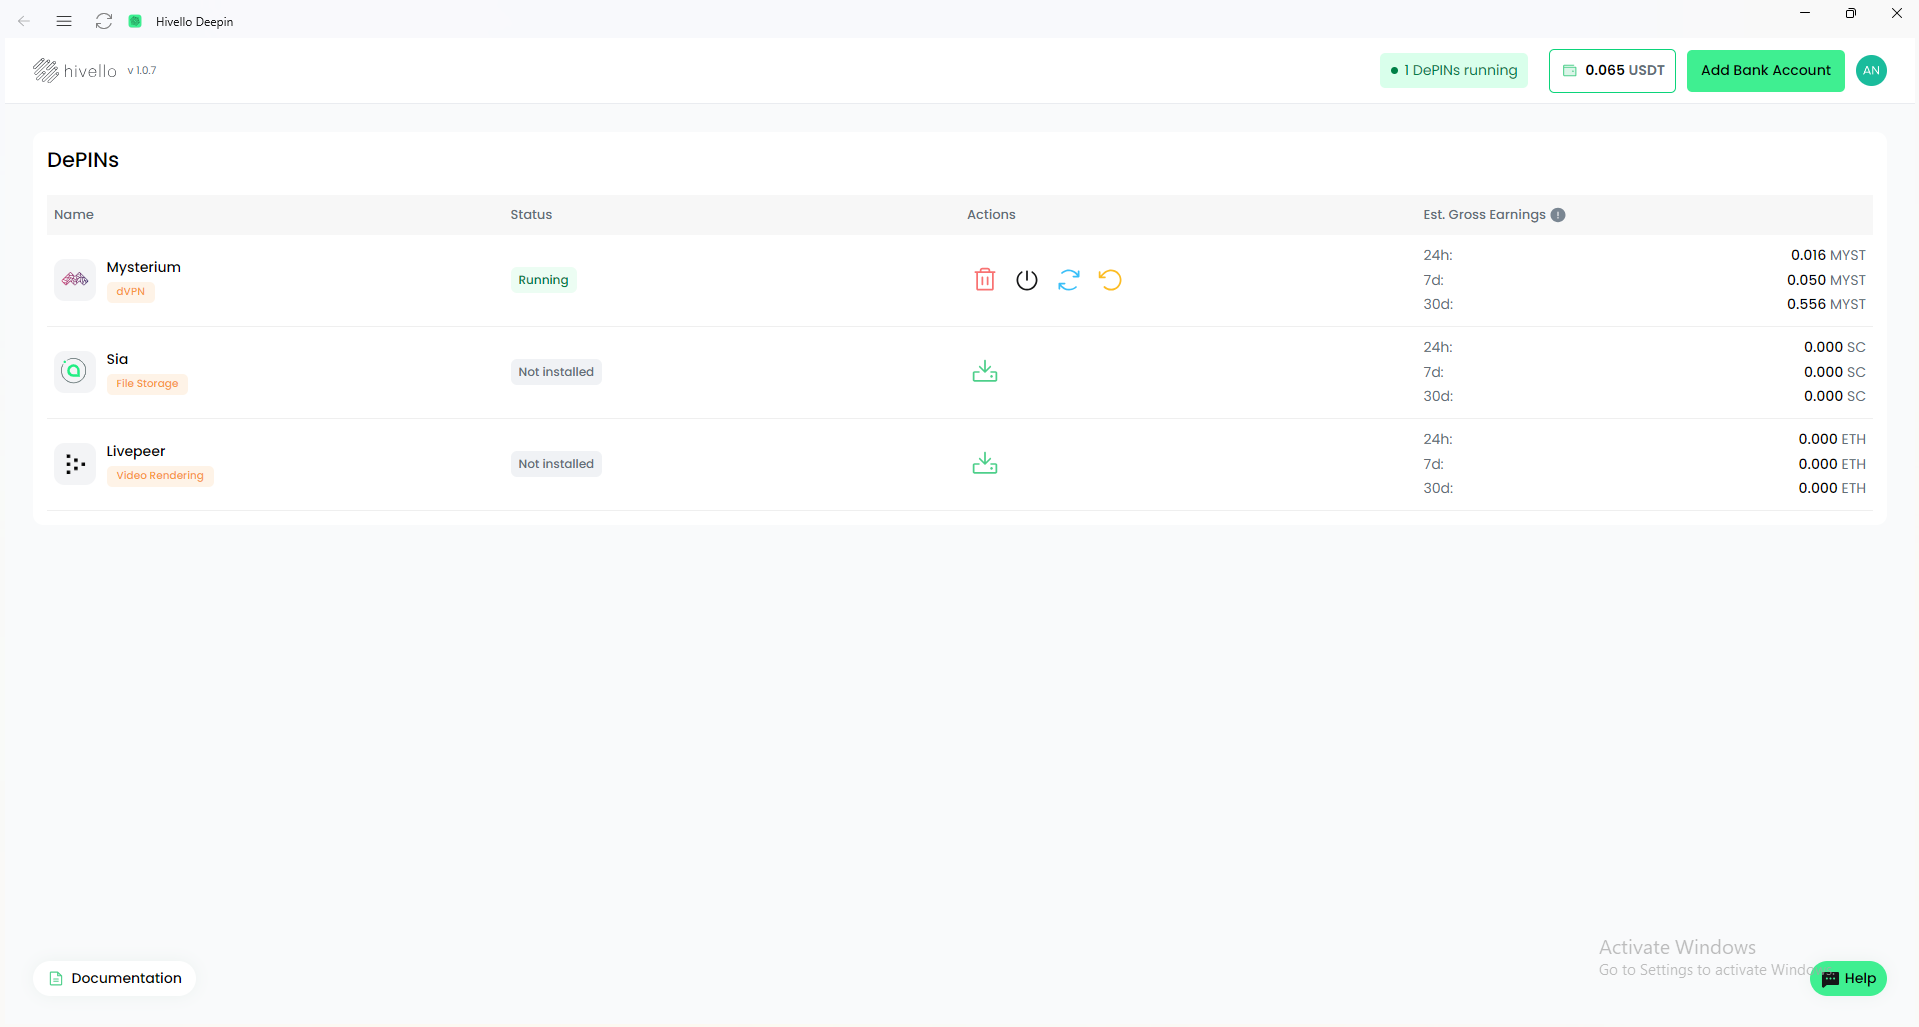 Hivello Deepin
hivello v 1.0.7
1 DePINs running
0.065 USDT
Add Bank Account
AN
DePINs
Name Status Actions Est. Gross Earnings
Mysterium
dVPN
Running
24h: 0.016 MYST
7d: 0.050 MYST
30d: 0.556 MYST
Sia
File Storage
Not installed
24h: 0.000 SC
7d: 0.000 SC
30d: 0.000 SC
Livepeer
Video Rendering
Not installed
24h: 0.000 ETH
7d: 0.000 ETH
30d: 0.000 ETH
Activate Windows
Go to Settings to activate Windo
Documentation
Help